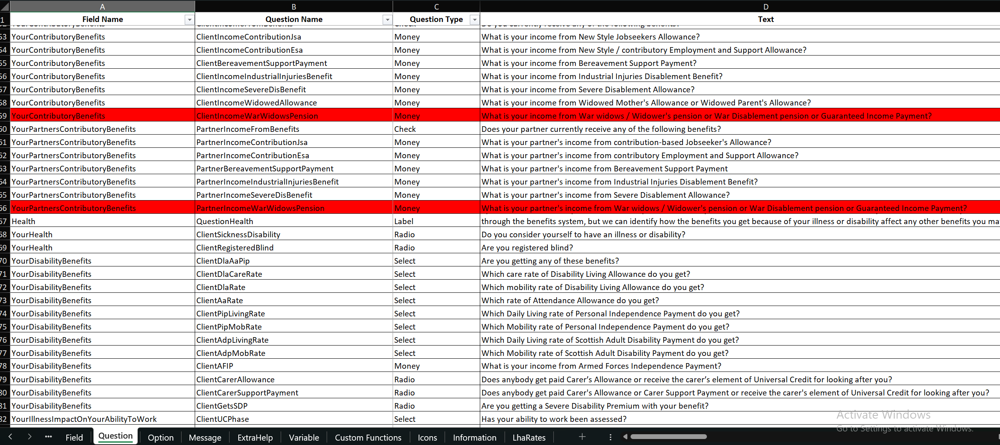 A B C D
1 Field Name Question Name Question Type Text
53 YourContributoryBenefits ClientIncomeContributionJsa Money What is your income from New Style Jobseekers Allowance?
54 YourContributoryBenefits ClientIncomeContributionEsa Money What is your income from New Style / contributory Employment and Support Allowance?
55 YourContributoryBenefits ClientBereavementSupportPayment Money What is your income from Bereavement Support Payment?
56 YourContributoryBenefits ClientIncomeIndustrialInjuriesBenefit Money What is your income from Industrial Injuries Disablement Benefit?
57 YourContributoryBenefits ClientIncomeSevereDisBenefit Money What is your income from Severe Disablement Allowance?
58 YourContributoryBenefits ClientIncomeWidowedAllowance Money What is your income from Widowed Mother's Allowance or Widowed Parent's Allowance?
59 YourContributoryBenefits ClientIncomeWarWidowsPension Money What is your income from War widows / Widower's pension or War Disablement pension or Guaranteed Income Payment?
60 YourPartnersContributoryBenefits PartnerIncomeFromBenefits Check Does your partner currently receive any of the following benefits?
61 YourPartnersContributoryBenefits PartnerIncomeContributionJsa Money What is your partner's income from contribution-based Jobseeker's Allowance?
62 YourPartnersContributoryBenefits PartnerIncomeContributionEsa Money What is your partner's income from contributory Employment and Support Allowance?
63 YourPartnersContributoryBenefits PartnerBereavementSupportPayment Money What is your partner's income from Bereavement Support Payment
64 YourPartnersContributoryBenefits PartnerIncomeIndustrialInjuriesBenefit Money What is your partner's income from Industrial Injuries Disablement Benefit?
65 YourPartnersContributoryBenefits PartnerIncomeSevereDisBenefit Money What is your partner's income from Severe Disablement Allowance?
66 YourPartnersContributoryBenefits PartnerIncomeWarWidowsPension Money What is your partner's income from War widows / Widower's pension or War Disablement pension or Guaranteed Income Payment?
67 Health QuestionHealth Label through the benefits system, but we can identify how the benefits you get because of your illness or disability affect any other benefits you ma
68 YourHealth ClientSicknessDisability Radio Do you consider yourself to have an illness or disability?
69 YourHealth ClientRegisteredBlind Radio Are you registered blind?
70 YourDisabilityBenefits ClientDlaAaPip Select Are you getting any of these benefits?
71 YourDisabilityBenefits ClientDlaCareRate Select Which care rate of Disability Living Allowance do you get?
72 YourDisabilityBenefits ClientDlaRate Select Which mobility rate of Disability Living Allowance do you get?
73 YourDisabilityBenefits ClientAaRate Select Which rate of Attendance Allowance do you get?
74 YourDisabilityBenefits ClientPipLivingRate Select Which Daily Living rate of Personal Independence Payment do you get?
75 YourDisabilityBenefits ClientPipMobRate Select Which Mobility rate of Personal Independence Payment do you get?
76 YourDisabilityBenefits ClientAdpLivingRate Select Which Daily Living rate of Scottish Adult Disability Payment do you get?
77 YourDisabilityBenefits ClientAdpMobRate Select Which Mobility rate of Scottish Adult Disability Payment do you get?
78 YourDisabilityBenefits ClientAFIP Money What is your income from Armed Forces Independence Payment?
79 YourDisabilityBenefits ClientCarerAllowance Radio Does anybody get paid Carer’s Allowance or receive the carer’s element of Universal Credit for looking after you?
80 YourDisabilityBenefits ClientCarerSupportPayment Radio Does anybody get paid Carer's Allowance or Carer Support Payment or receive the carer's element of Universal Credit for looking after you?
81 YourDisabilityBenefits ClientGetsSDP Radio Are you getting a Severe Disability Premium with your benefit?
82 YourIllnessImpactOnYourAbilityToWork ClientUCPhase Select Has your ability to work been assessed?
Activate Windows
Go to Settings to activate Windows.
Field Question Option Message ExtraHelp Variable Custom Functions Icons Information LhaRates